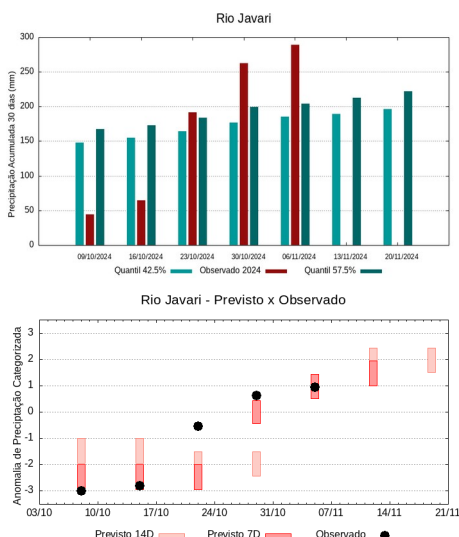 Rio Javari
Precipitação Acumulada 30 dias (mm)
300
250
200
150
100
50
0
09/10/2024 16/10/2024 23/10/2024 30/10/2024 06/11/2024 13/11/2024 20/11/2024
Quantil 42.5% Observado 2024 Quantil 57.5%
Rio Javari - Previsto x Observado
Anomalia de Preciptação Categorizada
3
2
1
0
-1
-2
-3
03/10 10/10 17/10 24/10 31/10 07/11 14/11 21/11
Previsto 14D Previsto 7D Observado